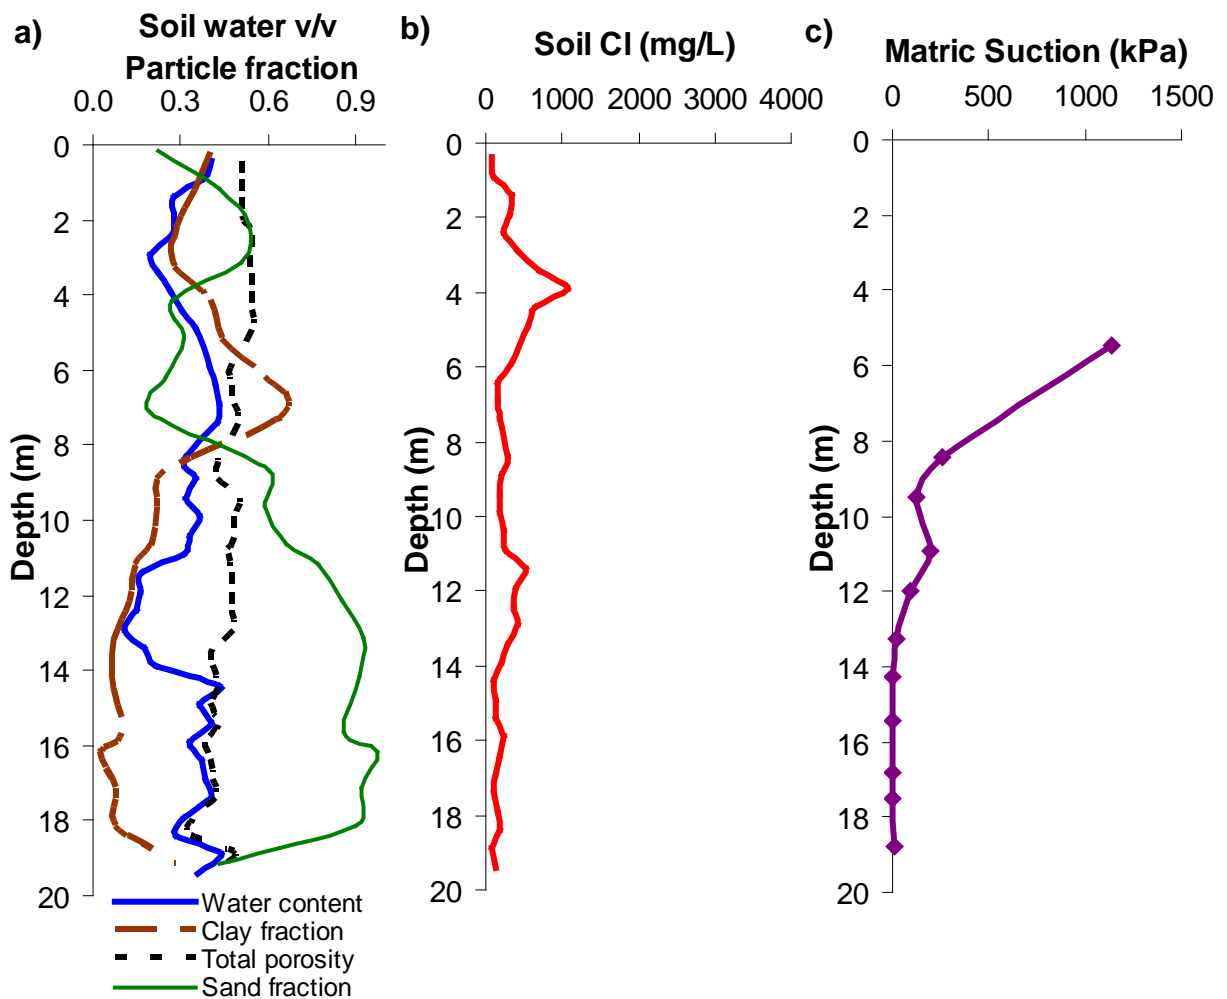 a)
Soil water v/v
Particle fraction
0.0 0.3 0.6 0.9
0
2
4
6
8
10
12
14
16
18
20
Depth (m)
Water content
Clay fraction
Total porosity
Sand fraction
b)
Soil Cl (mg/L)
0 1000 2000 3000 4000
0
2
4
6
8
10
12
14
16
18
20
Depth (m)
c)
Matric Suction (kPa)
0 500 1000 1500
0
2
4
6
8
10
12
14
16
18
20
Depth (m)